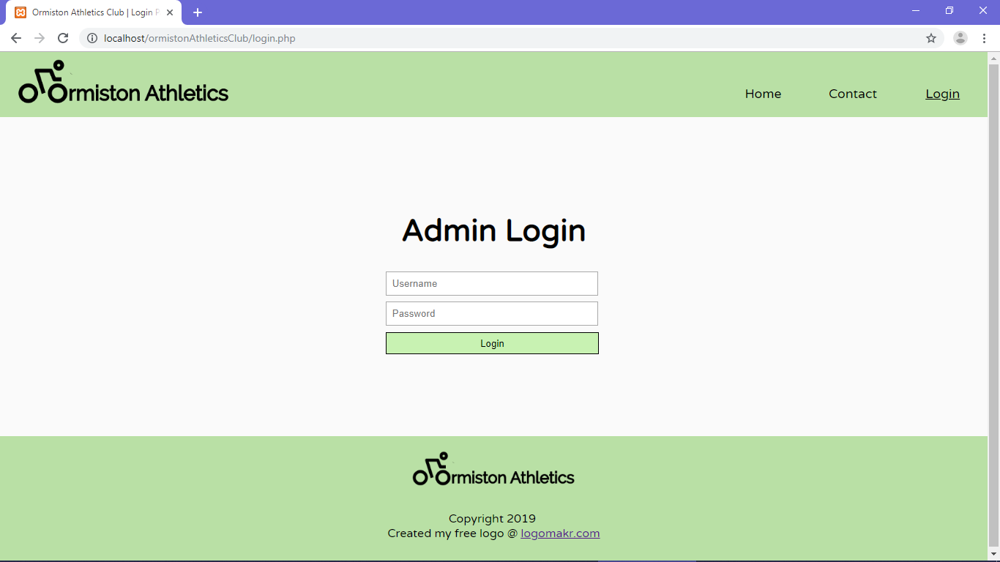 Ormiston Athletics Club | Login P
localhost/ormistonAthleticsClub/login.php
Ormiston Athletics
Home Contact Login
Admin Login
Username
Password
Login
Ormiston Athletics
Copyright 2019
Created my free logo @ logomakr.com